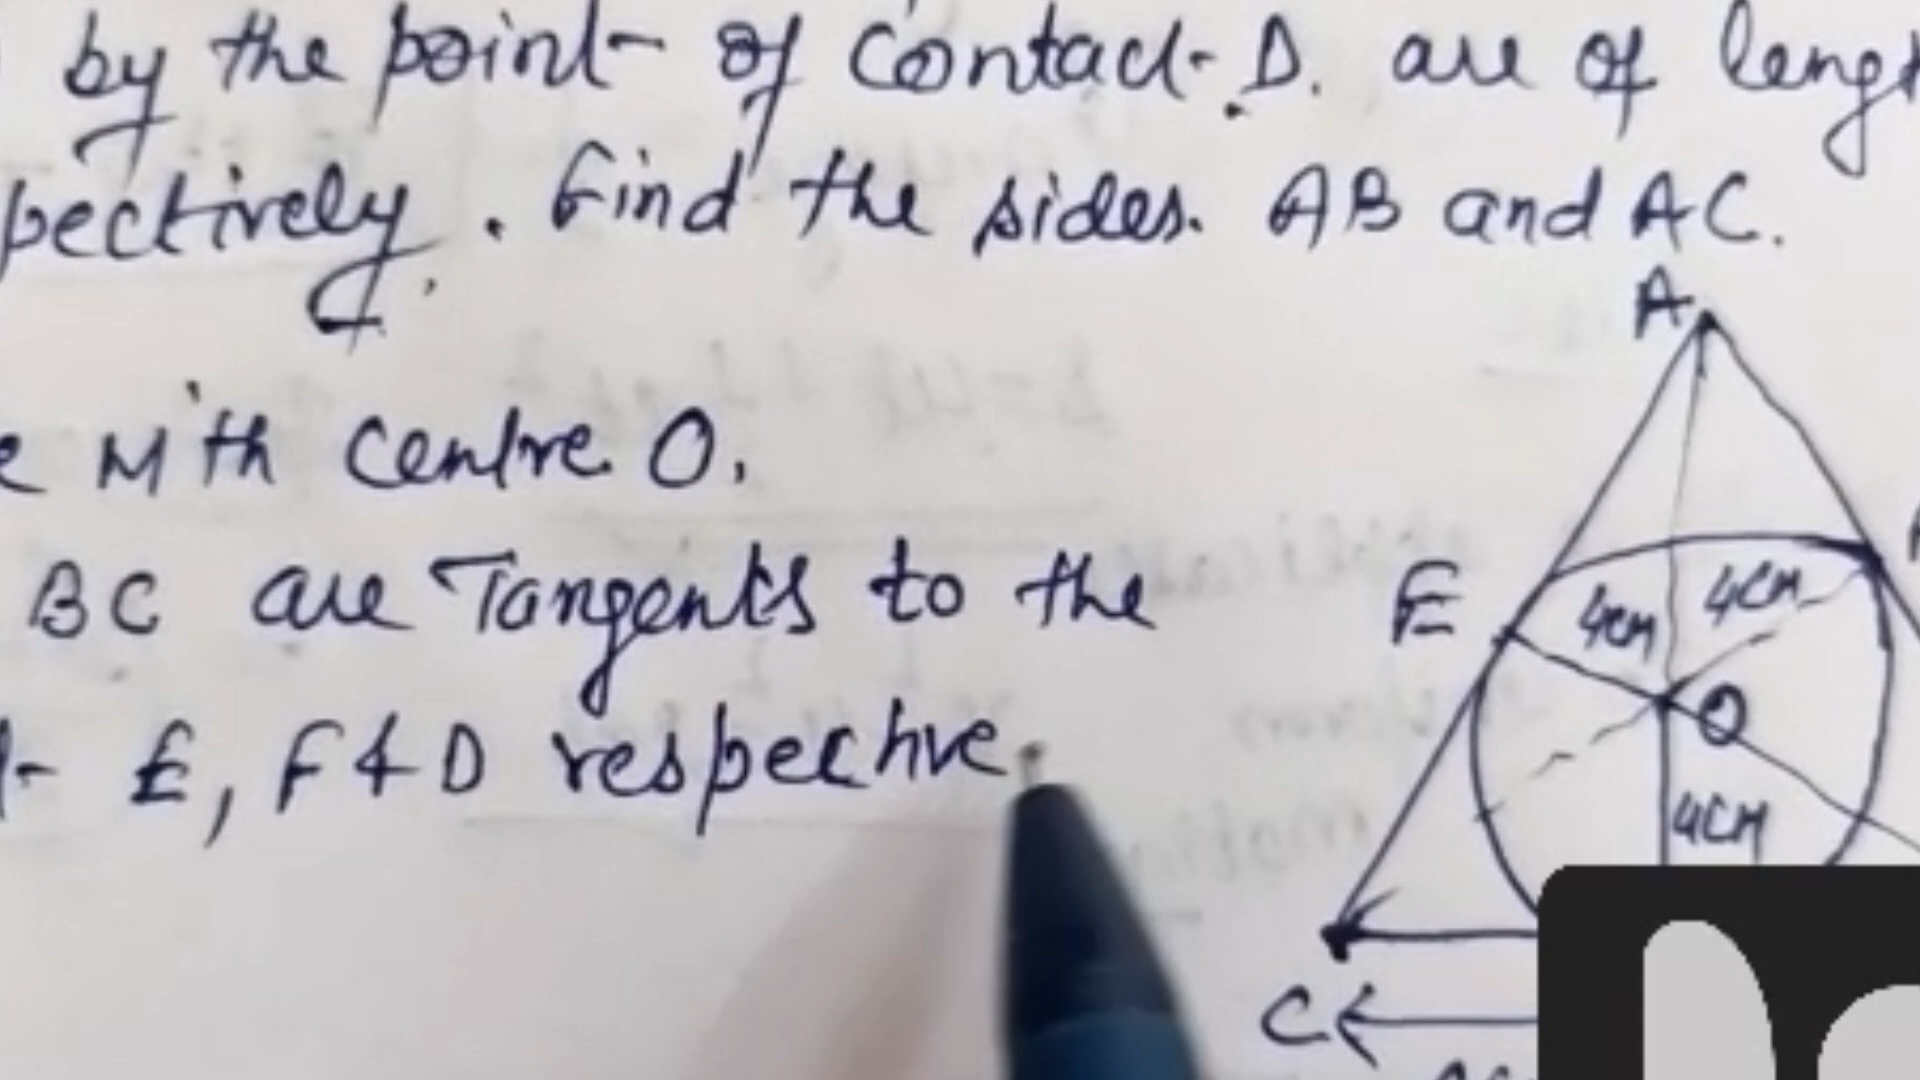 by the point of Contact. D. are of lengt
pectively. Find the sides. AB and AC.
A
e with centre O.
BC are Tangents to the
E
4cm
4cm
E, F & D respective
O
4cm
C